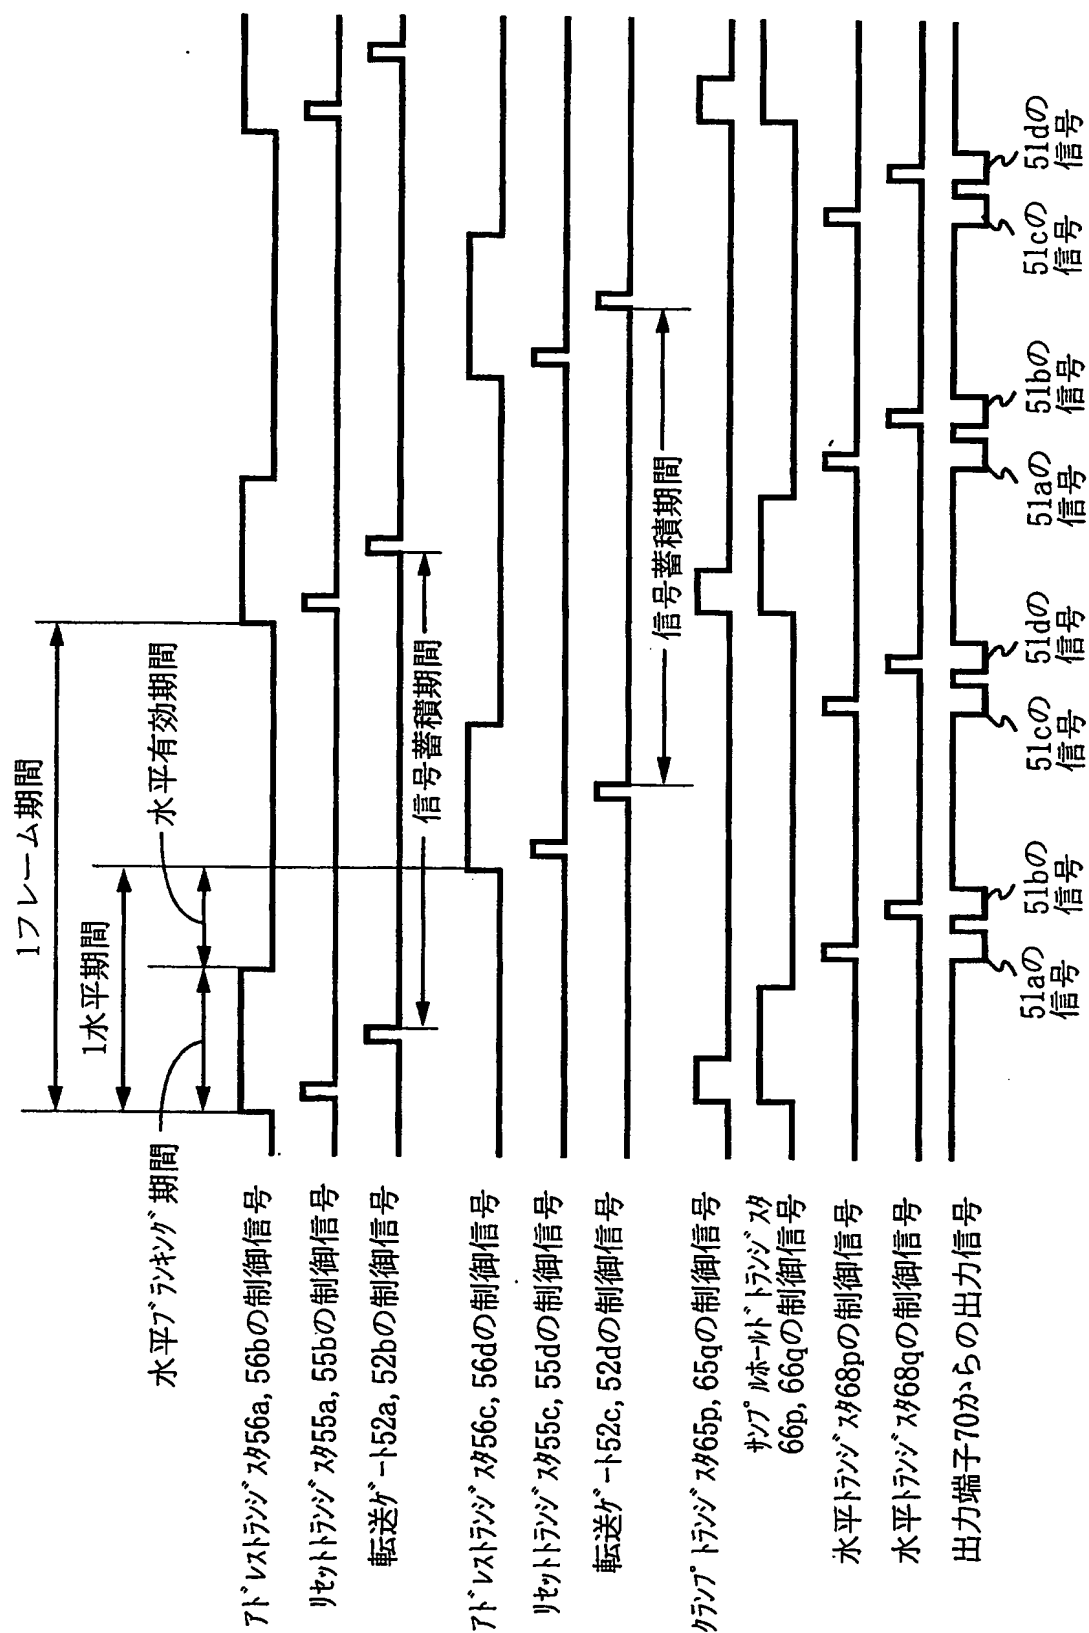 1フレーム期間
1水平期間
水平ブランキング期間
水平有効期間
アドレストランジスタ56a, 56bの制御信号
リセットトランジスタ55a, 55bの制御信号
転送ゲート52a, 52bの制御信号
信号蓄積期間
アドレストランジスタ56c, 56dの制御信号
リセットトランジスタ55c, 55dの制御信号
転送ゲート52c, 52dの制御信号
信号蓄積期間
クランプトランジスタ65p, 65qの制御信号
サンプルホールドトランジスタ
66p, 66qの制御信号
水平トランジスタ68pの制御信号
水平トランジスタ68qの制御信号
出力端子70からの出力信号
51aの
信号
51bの
信号
51cの
信号
51dの
信号
51aの
信号
51bの
信号
51cの
信号
51dの
信号